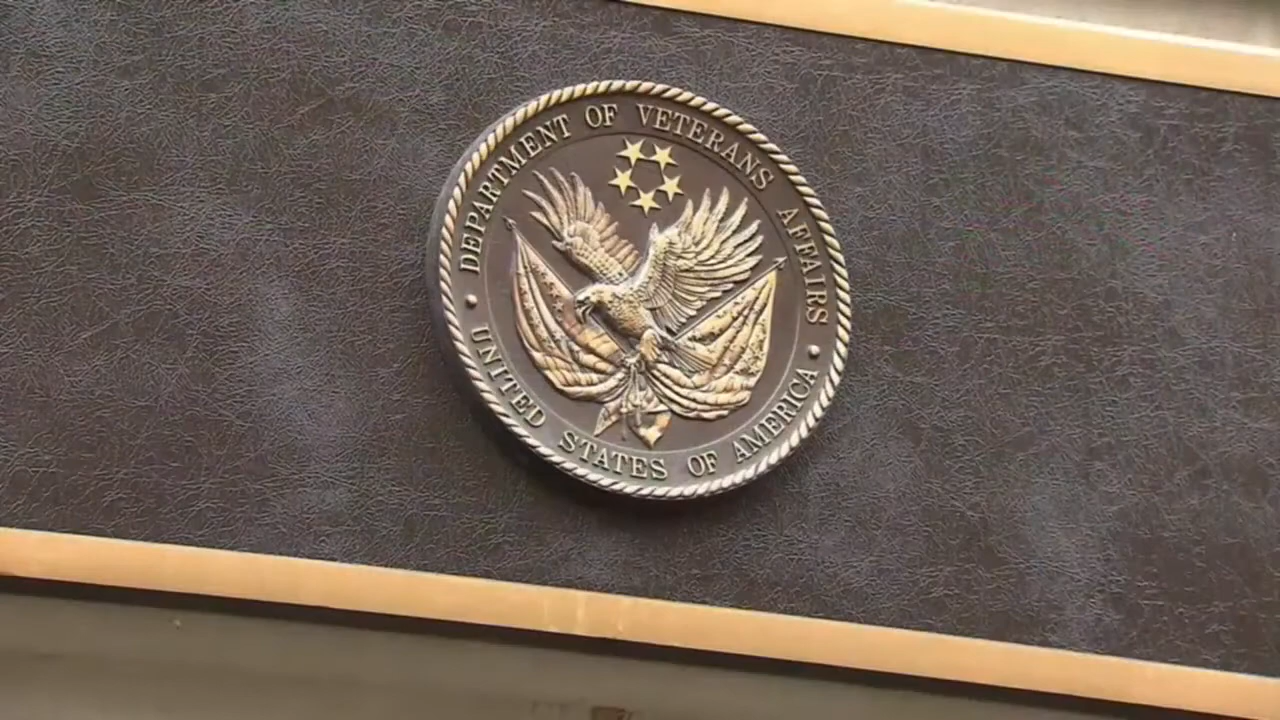 DEPARTMENT OF VETERANS AFFAIRS
UNITED STATES OF AMERICA